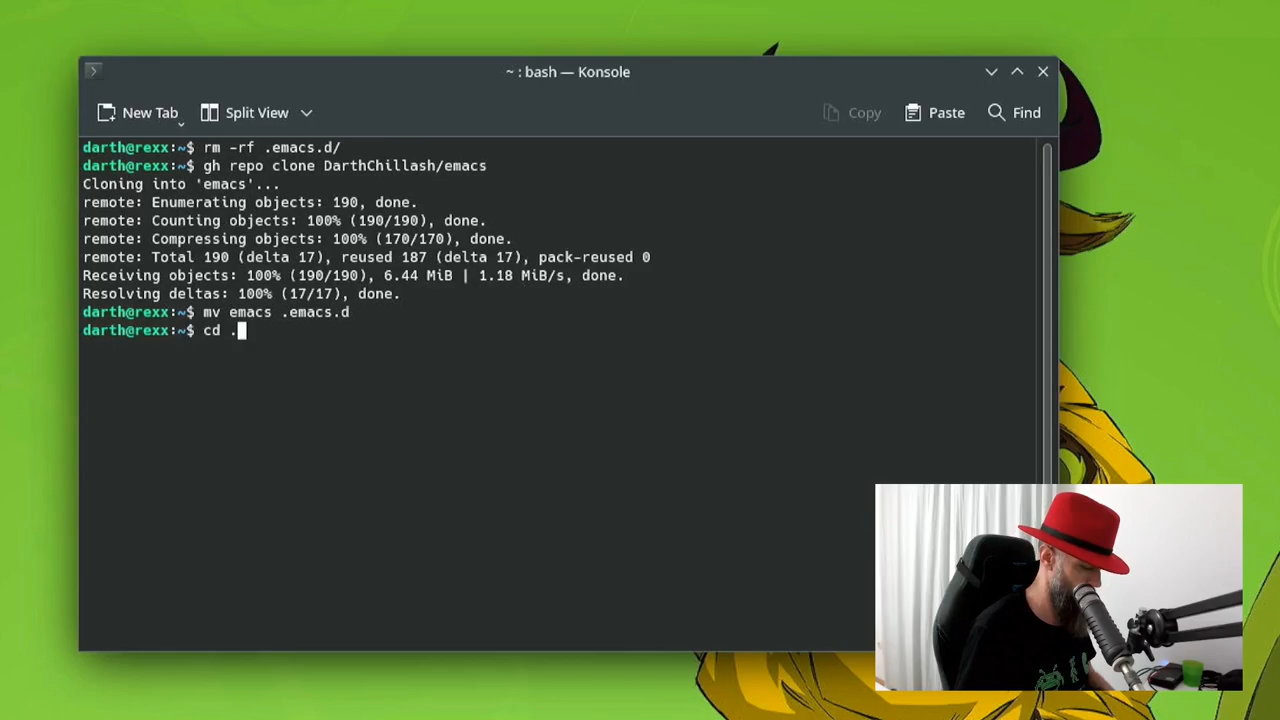 ~ : bash — Konsole
New Tab Split View Copy Paste Find
darth@rexx:~$ rm -rf .emacs.d/
darth@rexx:~$ gh repo clone DarthChillash/emacs
Cloning into 'emacs'...
remote: Enumerating objects: 190, done.
remote: Counting objects: 100% (190/190), done.
remote: Compressing objects: 100% (170/170), done.
remote: Total 190 (delta 17), reused 187 (delta 17), pack-reused 0
Receiving objects: 100% (190/190), 6.44 MiB | 1.18 MiB/s, done.
Resolving deltas: 100% (17/17), done.
darth@rexx:~$ mv emacs .emacs.d
darth@rexx:~$ cd .